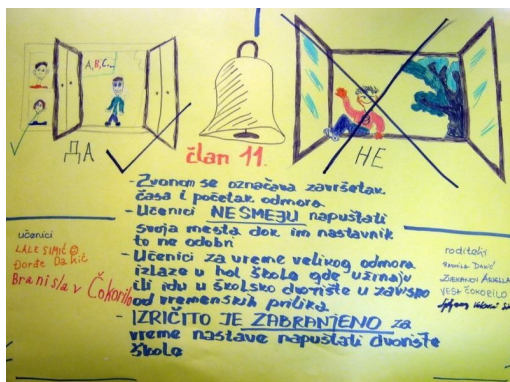 A,B,C...
ДА
član 11.
НЕ
- Zvonom se označava završetak
časa i početak odmora
- Učenici NESMEJU napuštati
svoja mesta dok im nastavnik
to ne odobri
- Učenici za vreme velikog odmora
izlaze u hol škole gde užinaju
ili idu u školsko dvorište u zavisno
od vremenskih prilika
- IZRIČITO JE ZABRANJENO za
vreme nastave napuštati dvorište
škole
učenici
LALE SIMIĆ
Đorđe Dakić
Branislav Čokorilo
roditelji
DAKIĆ
ČOKORILO